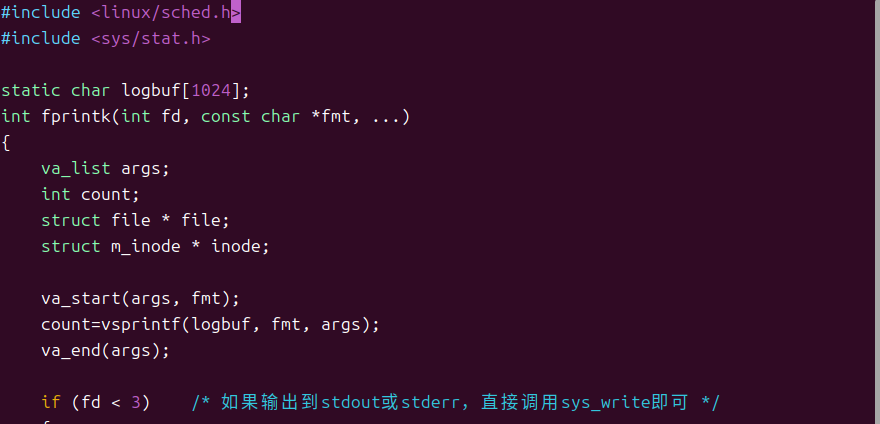 #include <linux/sched.h>
#include <sys/stat.h>
static char logbuf[1024];
int fprintk(int fd, const char *fmt, ...)
{
    va_list args;
    int count;
    struct file * file;
    struct m_inode * inode;
    va_start(args, fmt);
    count=vsprintf(logbuf, fmt, args);
    va_end(args);
    if (fd < 3)    /* 如果输出到stdout或stderr，直接调用sys_write即可 */
    {